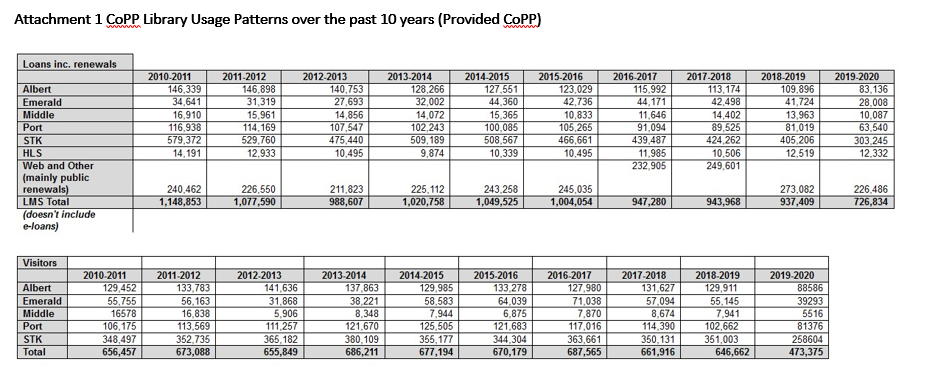 Attachment 1 CoPP Library Usage Patterns over the past 10 years (Provided CoPP)
Loans inc. renewals
2010-2011 2011-2012 2012-2013 2013-2014 2014-2015 2015-2016 2016-2017 2017-2018 2018-2019 2019-2020
Albert 146,339 146,898 140,753 128,266 127,551 123,029 115,992 113,174 109,896 83,136
Emerald 34,641 31,319 27,693 32,002 44,360 42,736 44,171 42,498 41,724 28,008
Middle 16,910 15,961 14,856 14,072 15,365 10,833 11,646 14,402 13,963 10,087
Port 116,938 114,169 107,547 102,243 100,085 105,265 91,094 89,525 81,019 63,540
STK 579,372 529,760 475,440 509,189 508,567 466,661 439,487 424,262 405,206 303,245
HLS 14,191 12,933 10,495 9,874 10,339 10,495 11,985 10,506 12,519 12,332
Web and Other 232,905 249,601
(mainly public
renewals) 240,462 226,550 211,823 225,112 243,258 245,035 273,082 226,486
LMS Total 1,148,853 1,077,590 988,607 1,020,758 1,049,525 1,004,054 947,280 943,968 937,409 726,834
(doesn't include
e-loans)
Visitors
2010-2011 2011-2012 2012-2013 2013-2014 2014-2015 2015-2016 2016-2017 2017-2018 2018-2019 2019-2020
Albert 129,452 133,783 141,636 137,863 129,985 133,278 127,980 131,627 129,911 88586
Emerald 55,755 56,163 31,868 38,221 58,583 64,039 71,038 57,094 55,145 39293
Middle 16578 16,838 5,906 8,348 7,944 6,875 7,870 8,674 7,941 5516
Port 106,175 113,569 111,257 121,670 125,505 121,683 117,016 114,390 102,662 81376
STK 348,497 352,735 365,182 380,109 355,177 344,304 363,661 350,131 351,003 258604
Total 656,457 673,088 655,849 686,211 677,194 670,179 687,565 661,916 646,662 473,375